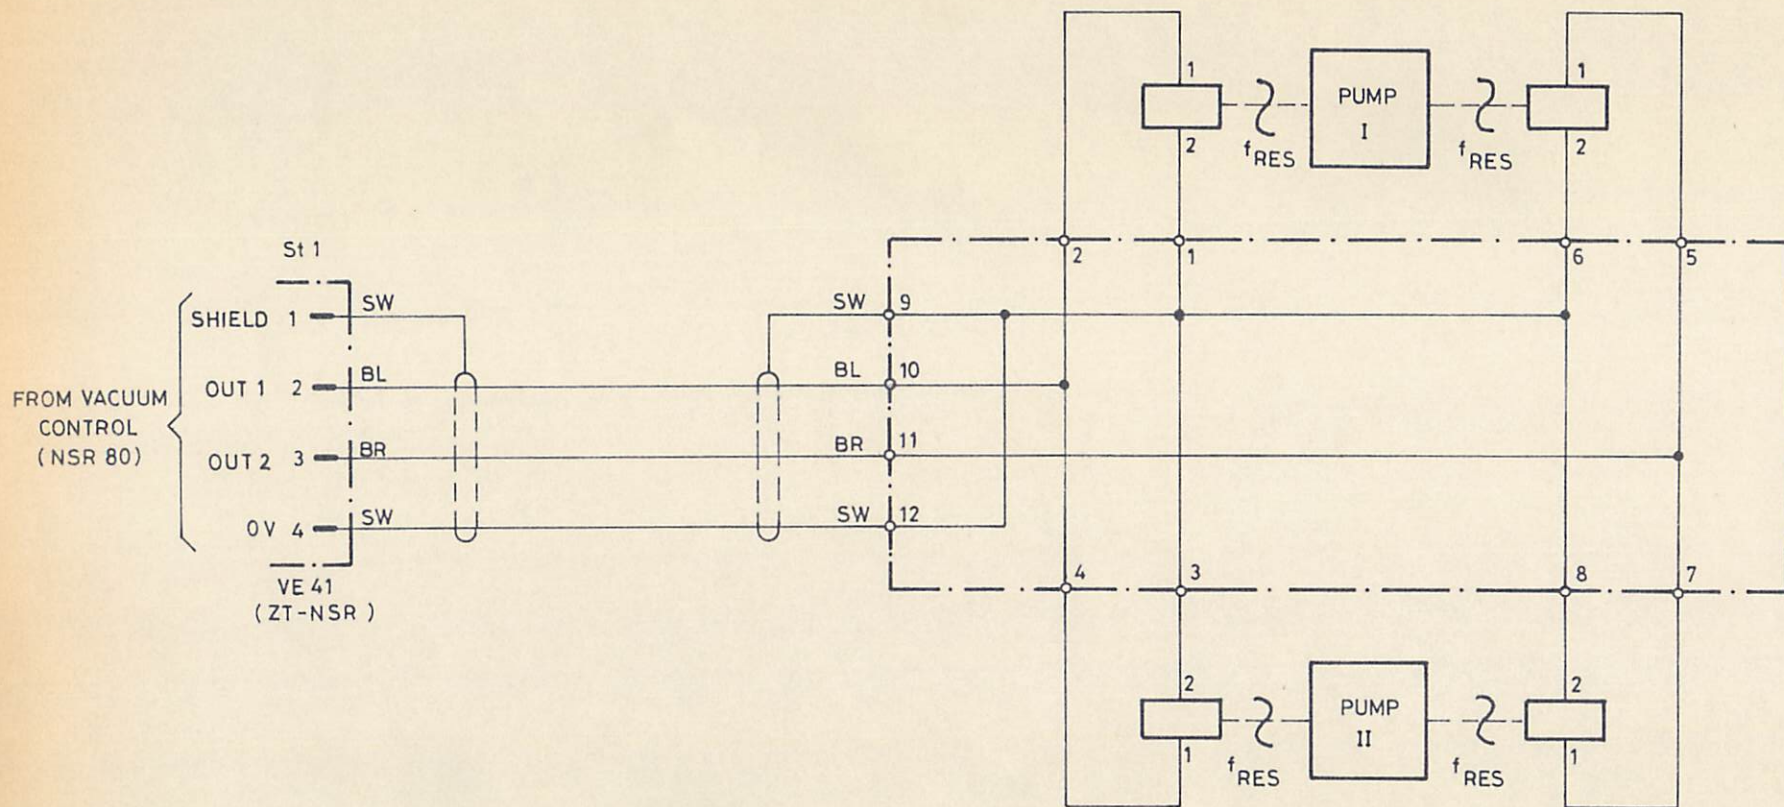 1
1
PUMP
I
2
fRES
fRES
2
St 1
2
1
6
5
SHIELD 1
SW
SW
9
OUT 1 2
BL
BL
10
FROM VACUUM
CONTROL
(NSR 80)
OUT 2 3
BR
BR
11
0V 4
SW
SW
12
VE 41
(ZT-NSR)
4
3
8
7
2
2
PUMP
II
1
fRES
fRES
1